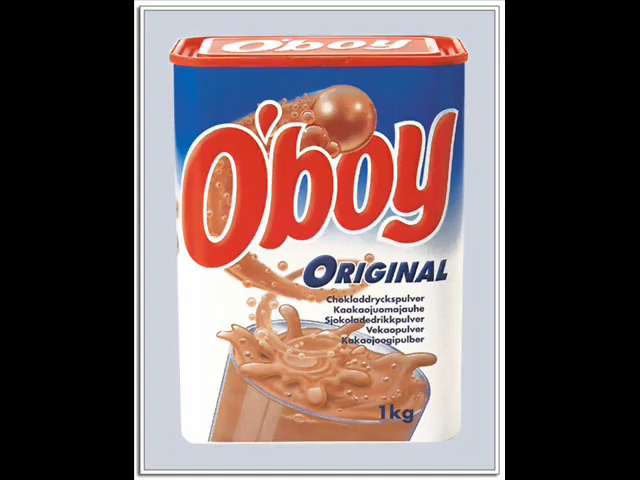 O'boy
O'boy
ORIGINAL
Chokladdryckspulver
Kaakaojuomajauhe
Sjokoladedrikkpulver
Vekaopulver
Kakaojoogipulber
1kg